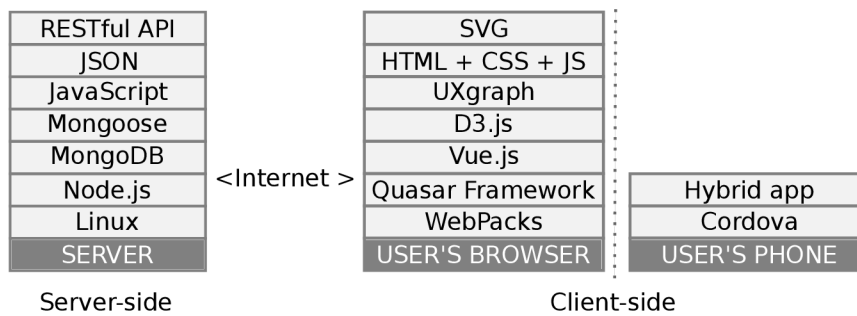 RESTful API
JSON
JavaScript
Mongoose
MongoDB
Node.js
Linux
SERVER
Server-side
<Internet >
SVG
HTML + CSS + JS
UXgraph
D3.js
Vue.js
Quasar Framework
WebPacks
USER'S BROWSER
Hybrid app
Cordova
USER'S PHONE
Client-side